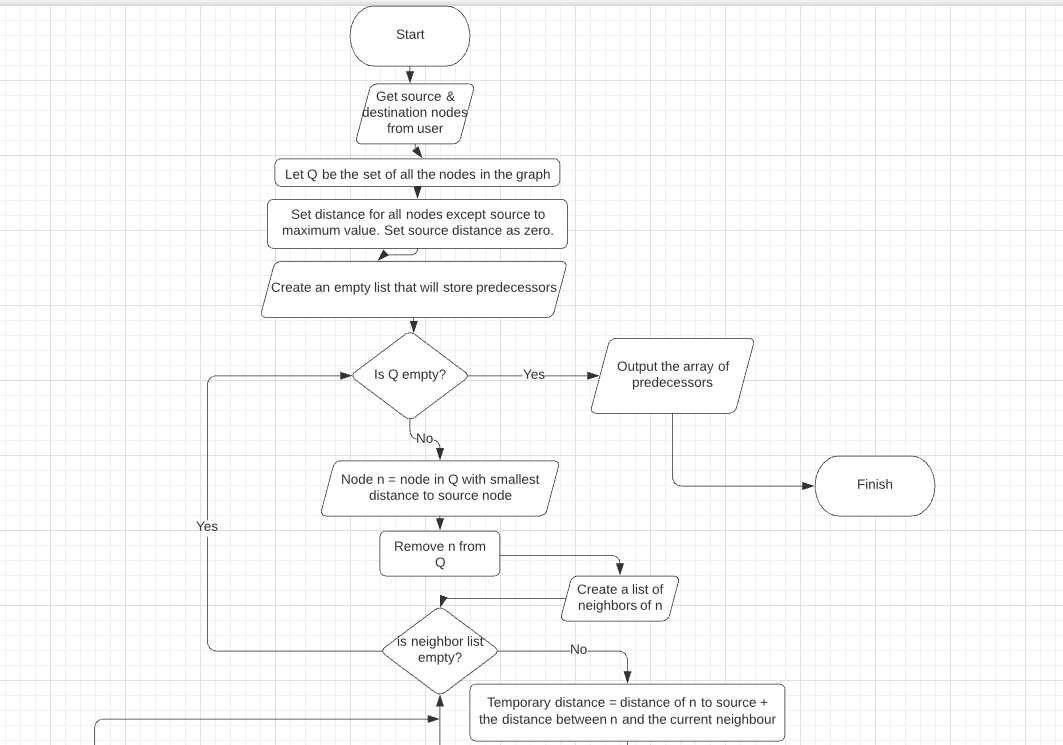 Start
Get source &
destination nodes
from user
Let Q be the set of all the nodes in the graph
Set distance for all nodes except source to
maximum value. Set source distance as zero.
Create an empty list that will store predecessors
Is Q empty?
Yes
Output the array of
predecessors
No
Finish
Node n = node in Q with smallest
distance to source node
Yes
Remove n from
Q
Create a list of
neighbors of n
is neighbor list
empty?
No
Temporary distance = distance of n to source +
the distance between n and the current neighbour